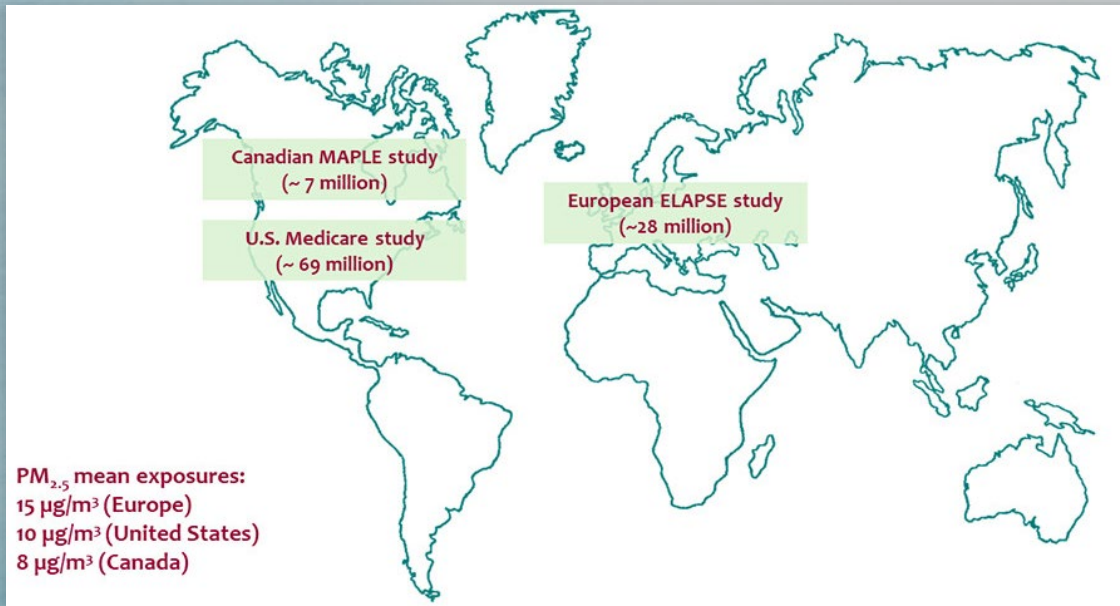 Canadian MAPLE study
(~ 7 million)
U.S. Medicare study
(~ 69 million)
European ELAPSE study
(~28 million)
PM₂.₅ mean exposures:
15 µg/m³ (Europe)
10 µg/m³ (United States)
8 µg/m³ (Canada)